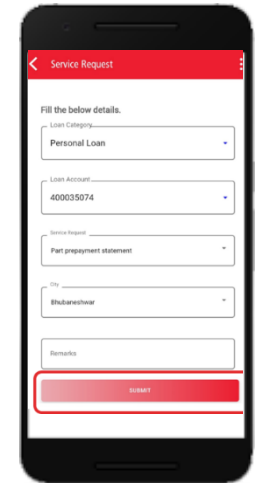 Service Request
Fill the below details.
Loan Category
Personal Loan
Loan Account
400035074
Service Request
Part prepayment statement
City
Bhubaneshwar
Remarks
SUBMIT